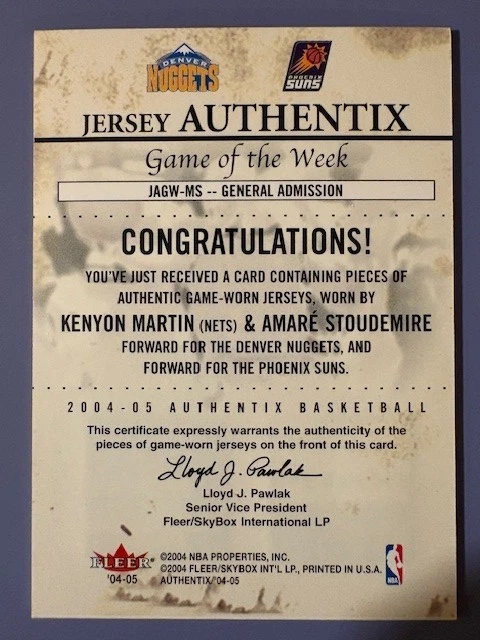 DENVER
NUGGETS
PHOENIX
SUNS
JERSEY AUTHENTIX
Game of the Week
JAGW-MS -- GENERAL ADMISSION
CONGRATULATIONS!
YOU'VE JUST RECEIVED A CARD CONTAINING PIECES OF
AUTHENTIC GAME-WORN JERSEYS, WORN BY
KENYON MARTIN (NETS) & AMARÉ STOUDEMIRE
FORWARD FOR THE DENVER NUGGETS, AND
FORWARD FOR THE PHOENIX SUNS.
2004-05 AUTHENTIX BASKETBALL
This certificate expressly warrants the authenticity of the
pieces of game-worn jerseys on the front of this card.
Lloyd J. Pawlak
Lloyd J. Pawlak
Senior Vice President
Fleer/SkyBox International LP
FLEER
'04-05
©2004 NBA PROPERTIES, INC.
©2004 FLEER/SKYBOX INT'L LP., PRINTED IN U.S.A.
AUTHENTIX '04-05
NBA